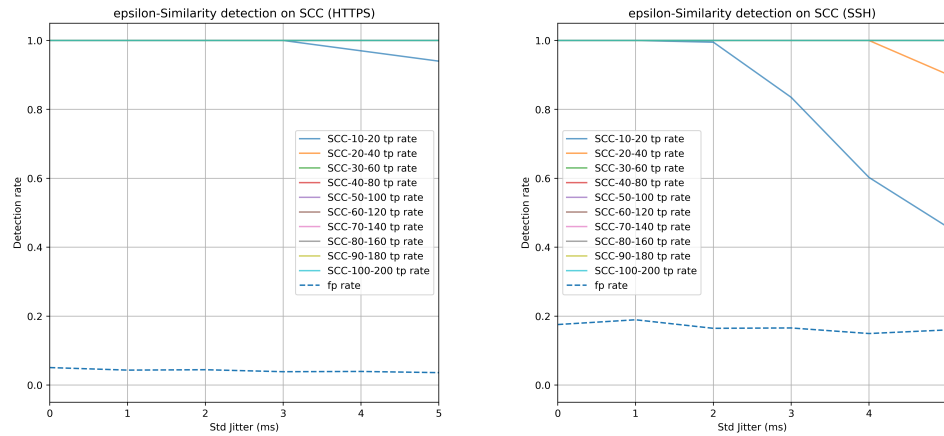 epsilon-Similarity detection on SCC (HTTPS)
1.0
0.8
0.6
0.4
0.2
0.0
Detection rate
SCC-10-20 tp rate
SCC-20-40 tp rate
SCC-30-60 tp rate
SCC-40-80 tp rate
SCC-50-100 tp rate
SCC-60-120 tp rate
SCC-70-140 tp rate
SCC-80-160 tp rate
SCC-90-180 tp rate
SCC-100-200 tp rate
fp rate
0 1 2 3 4 5
Std Jitter (ms)
epsilon-Similarity detection on SCC (SSH)
1.0
0.8
0.6
0.4
0.2
0.0
Detection rate
SCC-10-20 tp rate
SCC-20-40 tp rate
SCC-30-60 tp rate
SCC-40-80 tp rate
SCC-50-100 tp rate
SCC-60-120 tp rate
SCC-70-140 tp rate
SCC-80-160 tp rate
SCC-90-180 tp rate
SCC-100-200 tp rate
fp rate
0 1 2 3 4
Std Jitter (ms)